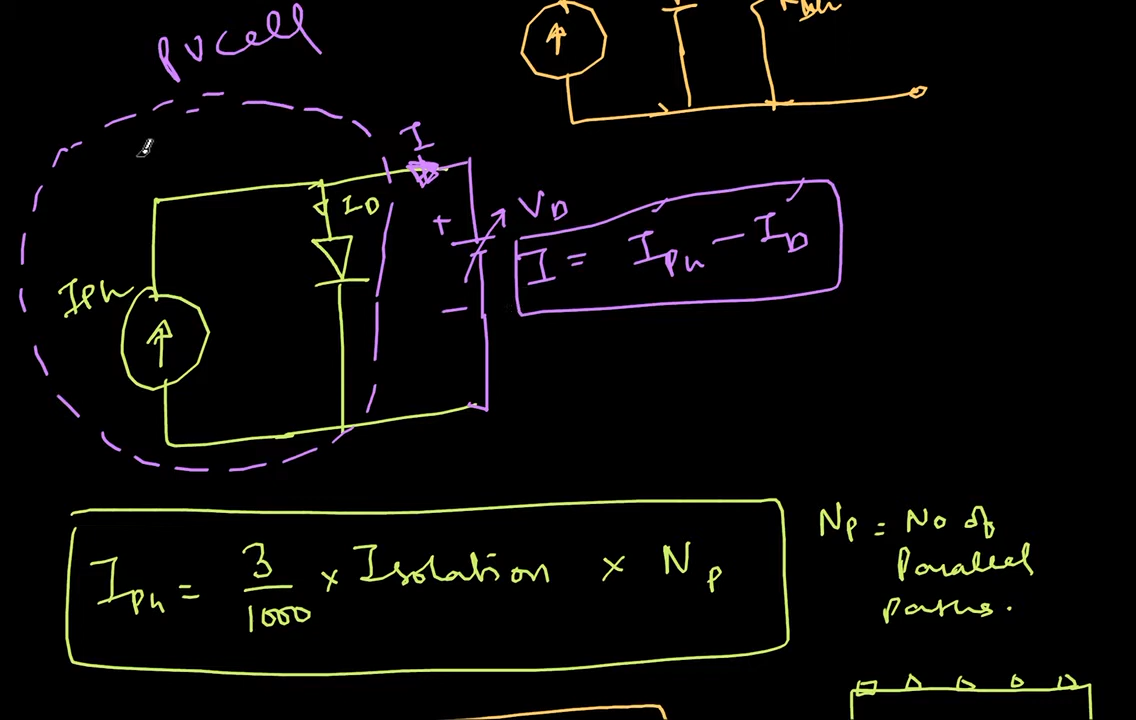 PV cell
I
ID
+
VD
-
Iph
I = Iph - ID
Iph = 3/1000 × Isolation × Np
Np = No of
Parallel
Paths.